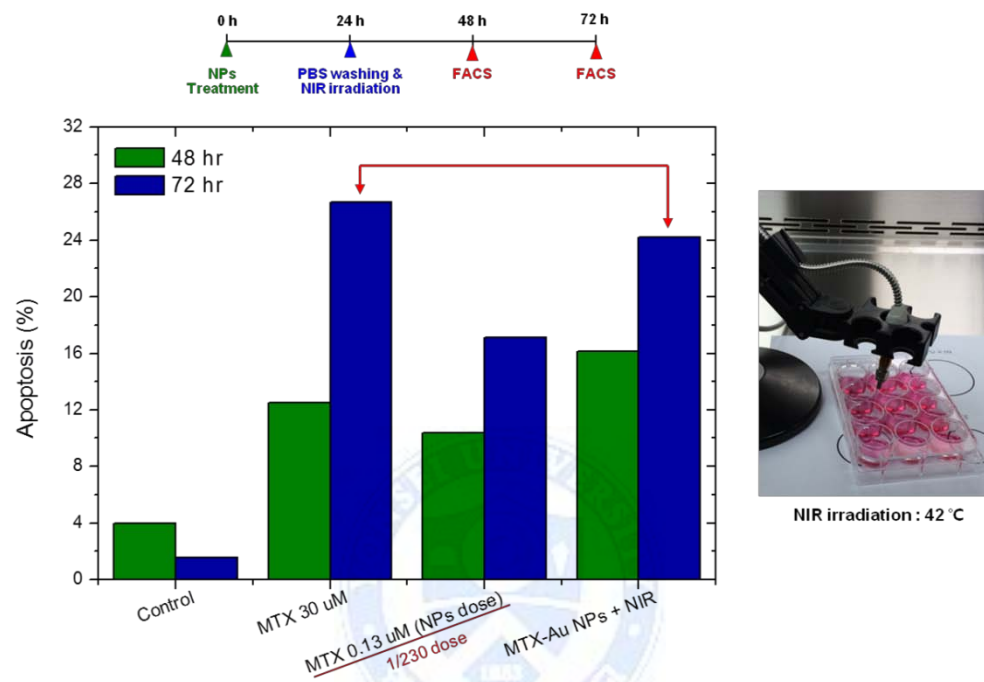 0 h 24 h 48 h 72 h
NPs Treatment PBS washing & NIR irradiation FACS FACS
32
28
24
20
16
12
8
4
0
Apoptosis (%)
48 hr
72 hr
Control
MTX 30 uM
MTX 0.13 uM (NPs dose)
1/230 dose
MTX-Au NPs + NIR
NIR irradiation : 42 ℃